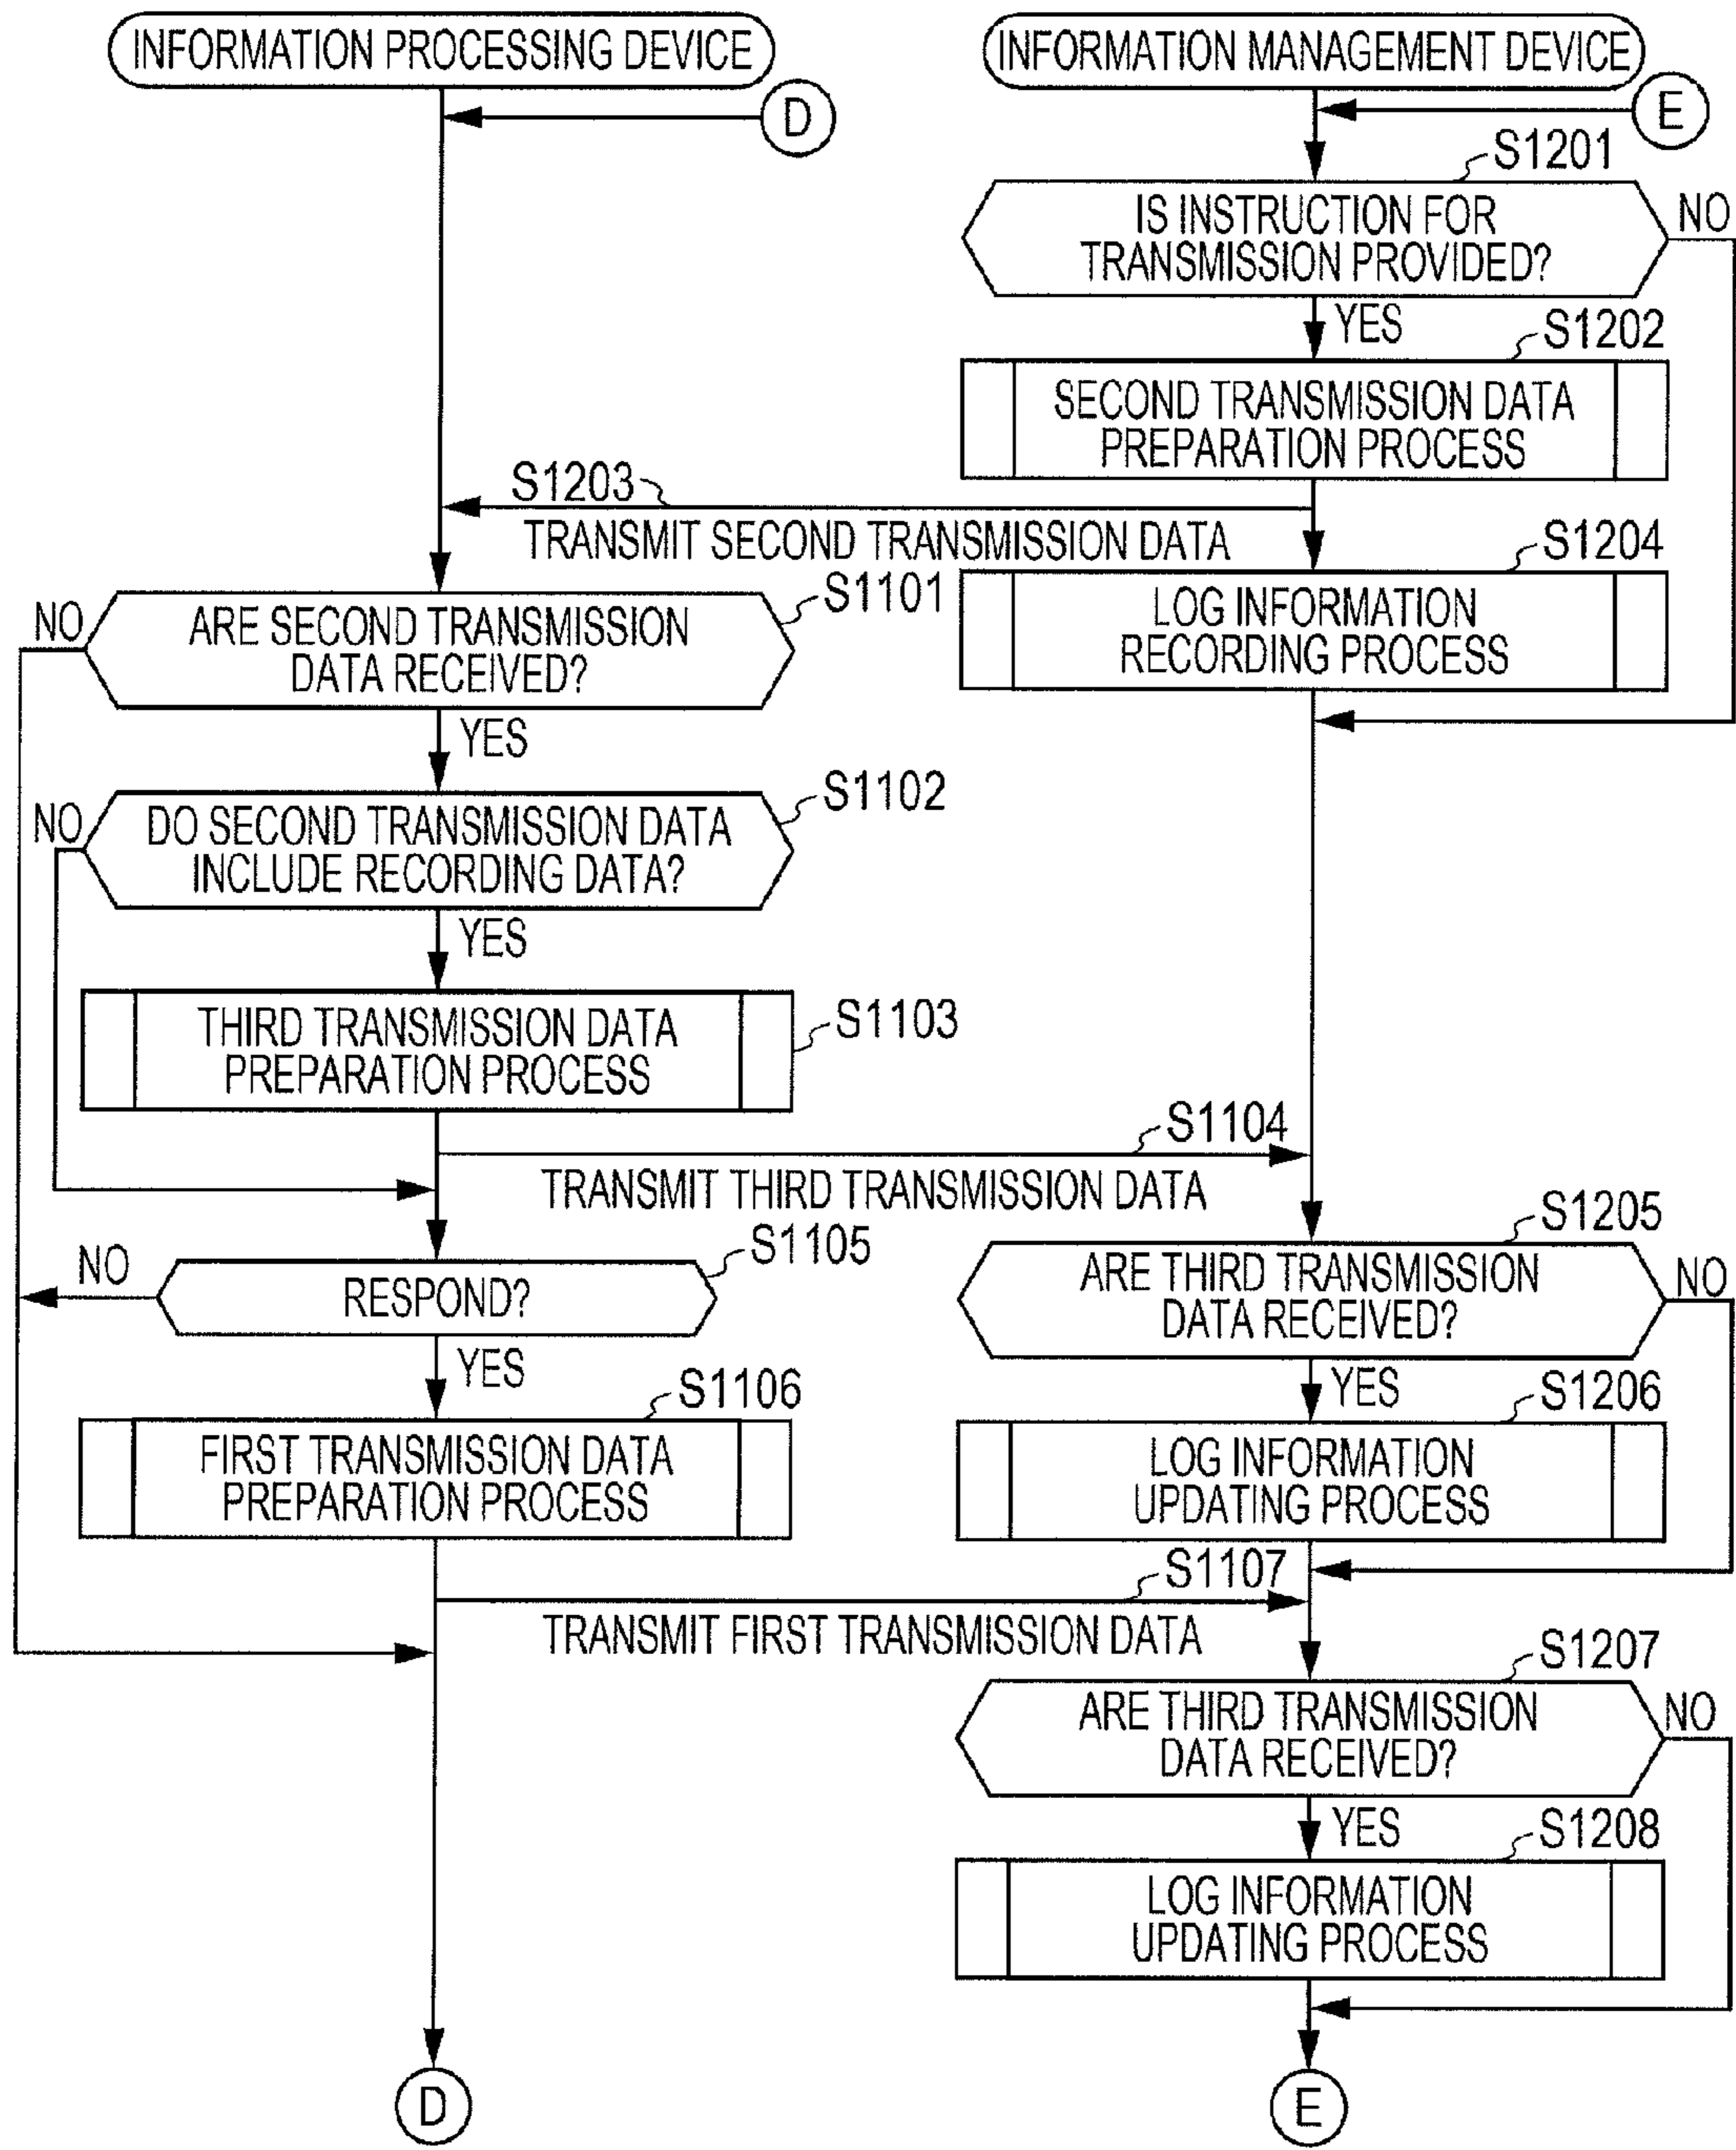 INFORMATION PROCESSING DEVICE
INFORMATION MANAGEMENT DEVICE
D
E
S1201
IS INSTRUCTION FOR
TRANSMISSION PROVIDED?
NO
YES
S1202
SECOND TRANSMISSION DATA
PREPARATION PROCESS
S1203
TRANSMIT SECOND TRANSMISSION DATA
S1204
LOG INFORMATION
RECORDING PROCESS
S1101
NO
ARE SECOND TRANSMISSION
DATA RECEIVED?
YES
S1102
NO
DO SECOND TRANSMISSION DATA
INCLUDE RECORDING DATA?
YES
THIRD TRANSMISSION DATA
PREPARATION PROCESS
S1103
S1104
TRANSMIT THIRD TRANSMISSION DATA
S1105
NO
RESPOND?
YES
S1205
ARE THIRD TRANSMISSION
DATA RECEIVED?
NO
YES
S1106
FIRST TRANSMISSION DATA
PREPARATION PROCESS
S1206
LOG INFORMATION
UPDATING PROCESS
S1107
TRANSMIT FIRST TRANSMISSION DATA
S1207
ARE THIRD TRANSMISSION
DATA RECEIVED?
NO
YES
S1208
LOG INFORMATION
UPDATING PROCESS
D
E